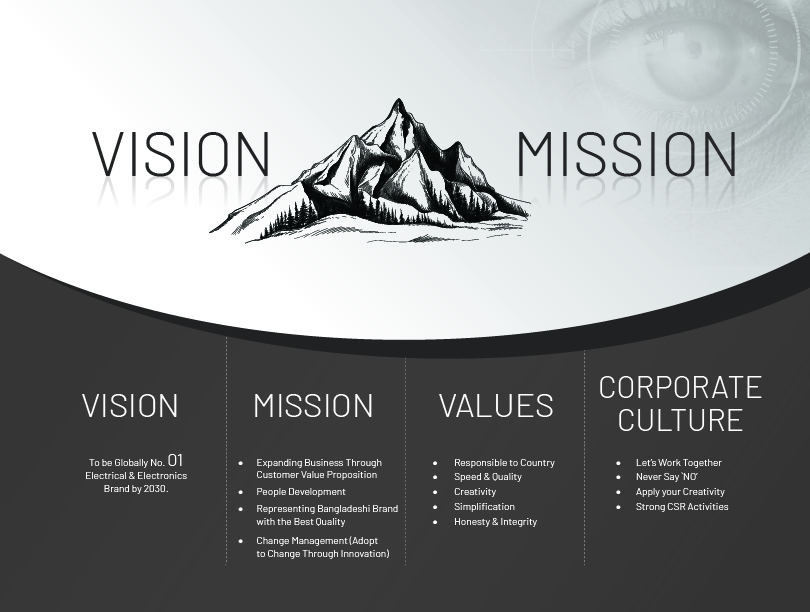 VISION
MISSION
VISION
To be Globally No. 01
Electrical & Electronics
Brand by 2030.
MISSION
• Expanding Business Through
Customer Value Proposition
• People Development
• Representing Bangladeshi Brand
with the Best Quality
• Change Management (Adopt
to Change Through Innovation)
VALUES
• Responsible to Country
• Speed & Quality
• Creativity
• Simplification
• Honesty & Integrity
CORPORATE
CULTURE
• Let's Work Together
• Never Say 'NO'
• Apply your Creativity
• Strong CSR Activities